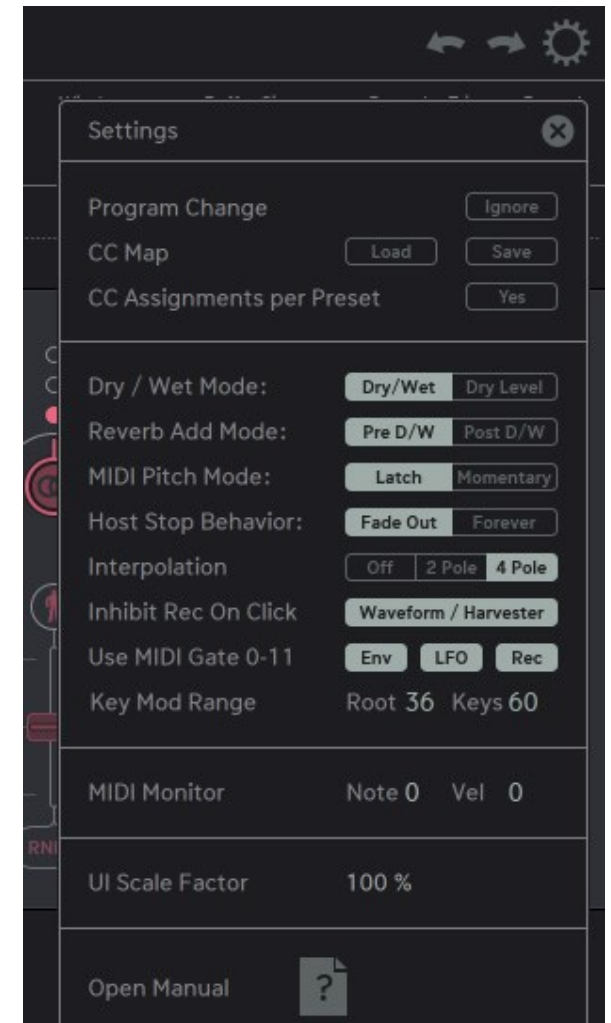 Settings
Program Change Ignore
CC Map Load Save
CC Assignments per Preset Yes
Dry / Wet Mode: Dry/Wet Dry Level
Reverb Add Mode: Pre D/W Post D/W
MIDI Pitch Mode: Latch Momentary
Host Stop Behavior: Fade Out Forever
Interpolation Off 2 Pole 4 Pole
Inhibit Rec On Click Waveform / Harvester
Use MIDI Gate 0-11 Env LFO Rec
Key Mod Range Root 36 Keys 60
MIDI Monitor Note 0 Vel 0
RN
UI Scale Factor 100 %
Open Manual ?